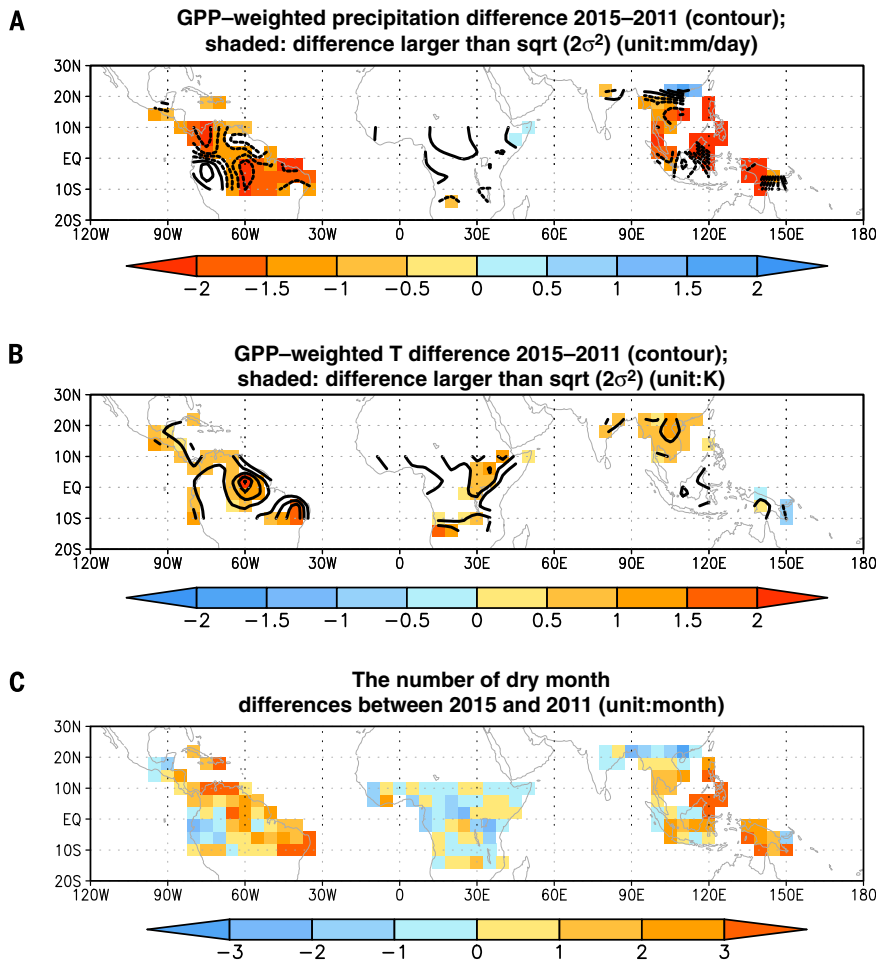 A
GPP–weighted precipitation difference 2015–2011 (contour);
shaded: difference larger than sqrt (2σ²) (unit:mm/day)
30N
20N
10N
EQ
10S
20S
120W 90W 60W 30W 0 30E 60E 90E 120E 150E 180
−2 −1.5 −1 −0.5 0 0.5 1 1.5 2
B
GPP–weighted T difference 2015–2011 (contour);
shaded: difference larger than sqrt (2σ²) (unit:K)
30N
20N
10N
EQ
10S
20S
120W 90W 60W 30W 0 30E 60E 90E 120E 150E 180
−2 −1.5 −1 −0.5 0 0.5 1 1.5 2
C
The number of dry month
differences between 2015 and 2011 (unit:month)
30N
20N
10N
EQ
10S
20S
120W 90W 60W 30W 0 30E 60E 90E 120E 150E 180
−3 −2 −1 0 1 2 3